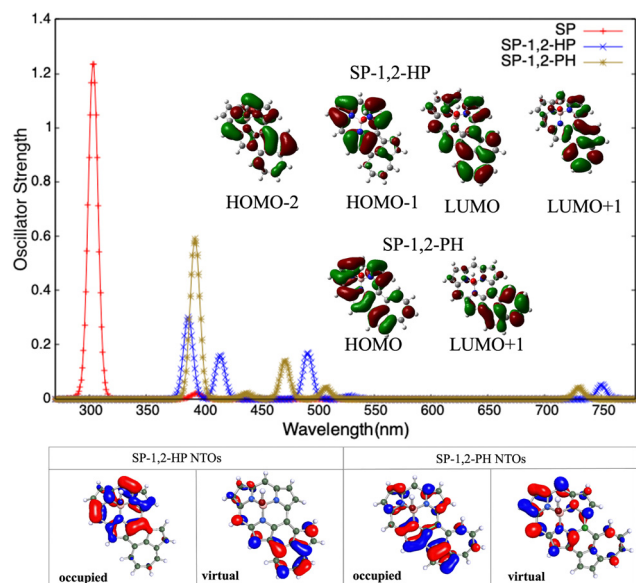 SP
SP-1,2-HP
SP-1,2-PH
1.4
1.2
1
0.8
0.6
0.4
0.2
0
Oscillator Strength
SP-1,2-HP
HOMO-2
HOMO-1
LUMO
LUMO+1
SP-1,2-PH
HOMO
LUMO+1
300 350 400 450 500 550 600 650 700 750
Wavelength(nm)
SP-1,2-HP NTOs
SP-1,2-PH NTOs
occupied
virtual
occupied
virtual